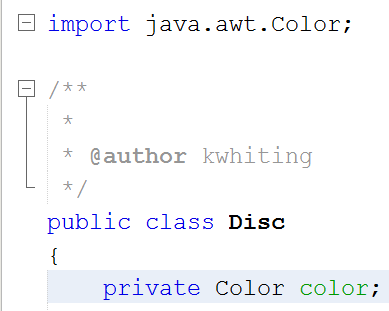 import java.awt.Color;
/**
*
* @author kwhiting
*/
public class Disc
{
private Color color;